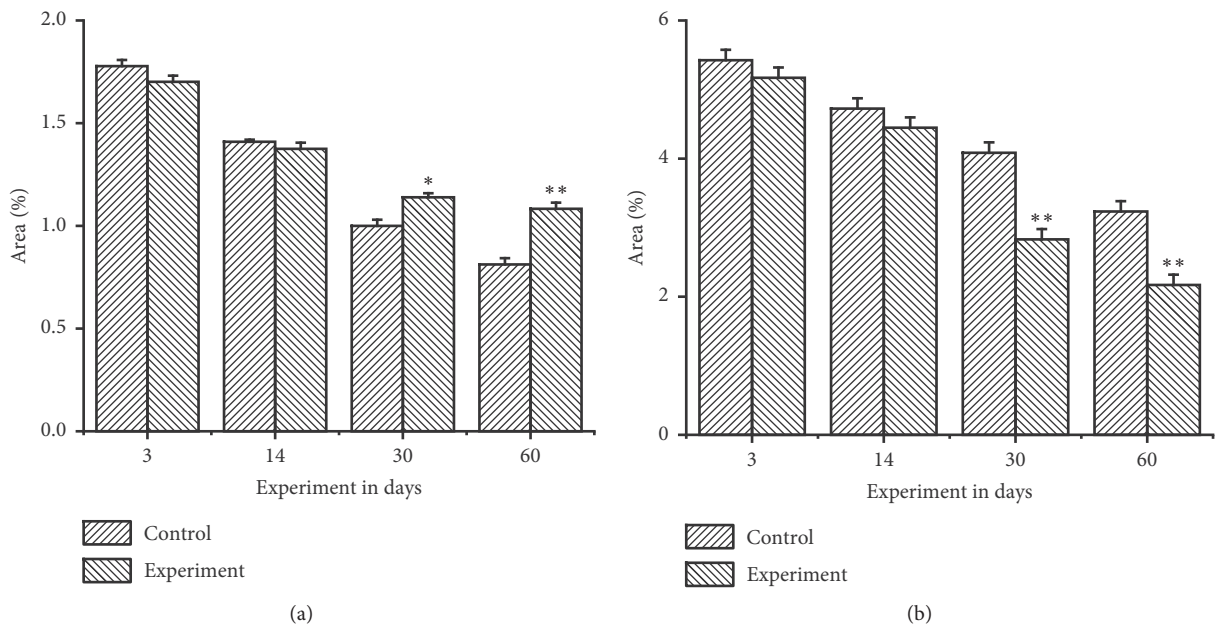 2.0
1.5
1.0
0.5
0.0
Area (%)
*
**
3 14 30 60
Experiment in days
Control
Experiment
(a)
6
4
2
0
Area (%)
**
**
3 14 30 60
Experiment in days
Control
Experiment
(b)